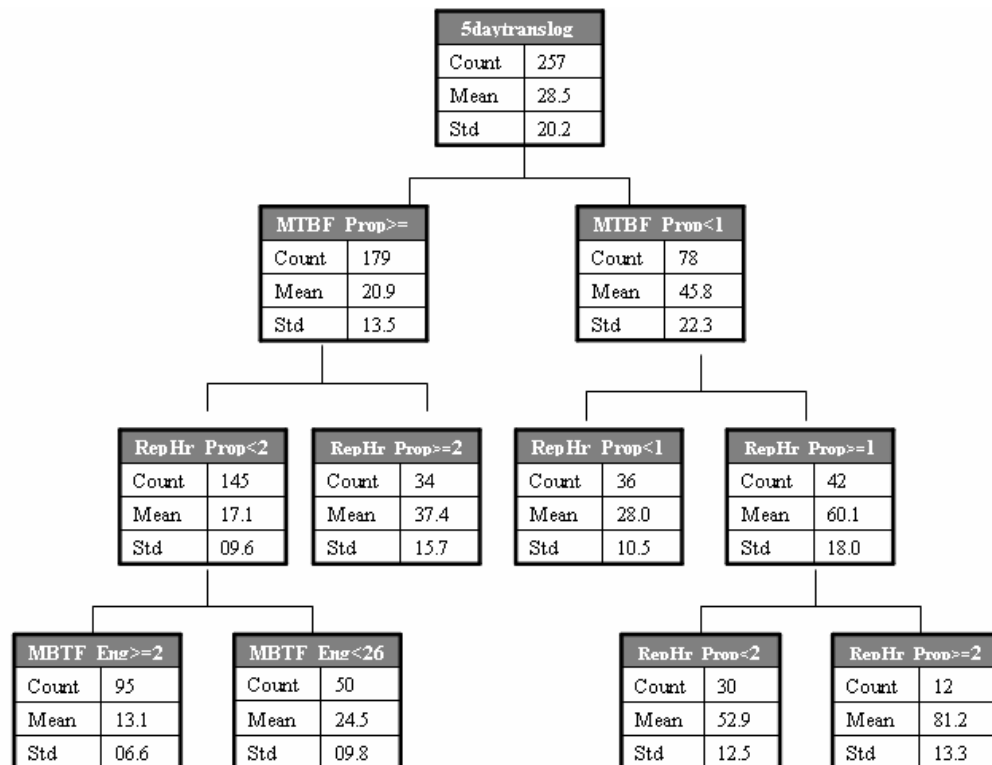 5daytranslog
Count 257
Mean 28.5
Std 20.2
MTBF Prop>= MTBF Prop<1
Count 179 Count 78
Mean 20.9 Mean 45.8
Std 13.5 Std 22.3
RepHr Prop<2 RepHr Prop>=2 RepHr Prop<1 RepHr Prop>=1
Count 145 Count 34 Count 36 Count 42
Mean 17.1 Mean 37.4 Mean 28.0 Mean 60.1
Std 09.6 Std 15.7 Std 10.5 Std 18.0
MBTF Eng>=2 MBTF Eng<26 RepHr Prop<2 RepHr Prop>=2
Count 95 Count 50 Count 30 Count 12
Mean 13.1 Mean 24.5 Mean 52.9 Mean 81.2
Std 06.6 Std 09.8 Std 12.5 Std 13.3